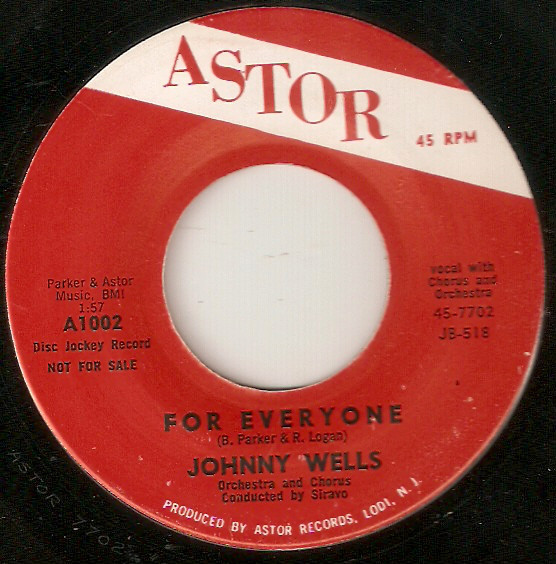 ASTOR
45 RPM
Parker & Astor
Music, BMI
1:57
A1002
Disc Jockey Record
NOT FOR SALE
vocal with
Chorus and
Orchestra
45-7702
JB-518
FOR EVERYONE
(B. Parker & R. Logan)
JOHNNY WELLS
Orchestra and Chorus
Conducted by Siravo
PRODUCED BY ASTOR RECORDS, LODI, N. J.
ASTOR 7702